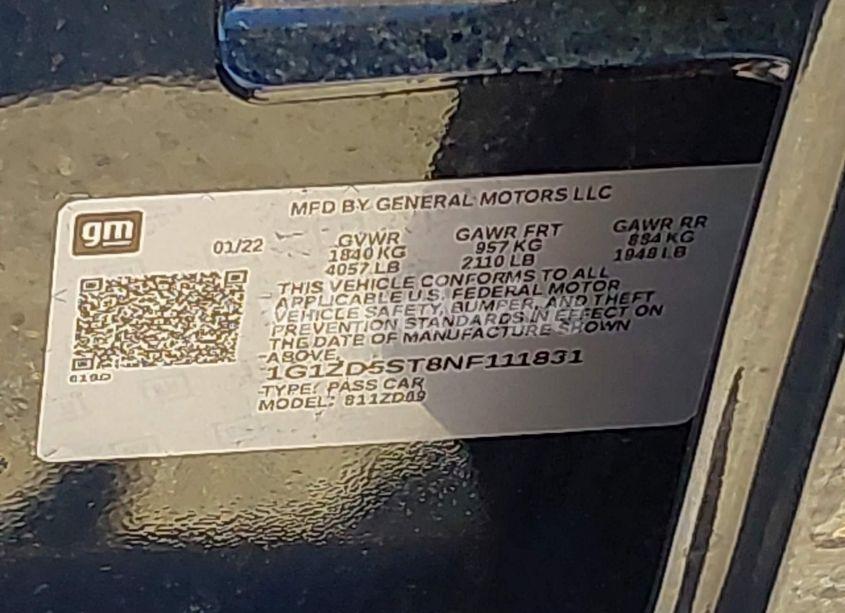 MFD BY GENERAL MOTORS LLC
gm
01/22 GVWR GAWR FRT GAWR RR
1840 KG 957 KG 884 KG
4057 LB 2110 LB 1948 LB
THIS VEHICLE CONFORMS TO ALL
APPLICABLE U.S. FEDERAL MOTOR
VEHICLE SAFETY, BUMPER, AND THEFT
PREVENTION STANDARDS IN EFFECT ON
THE DATE OF MANUFACTURE SHOWN
ABOVE.
1G1ZD5ST8NF111831
TYPE: PASS CAR
MODEL: 811ZD09